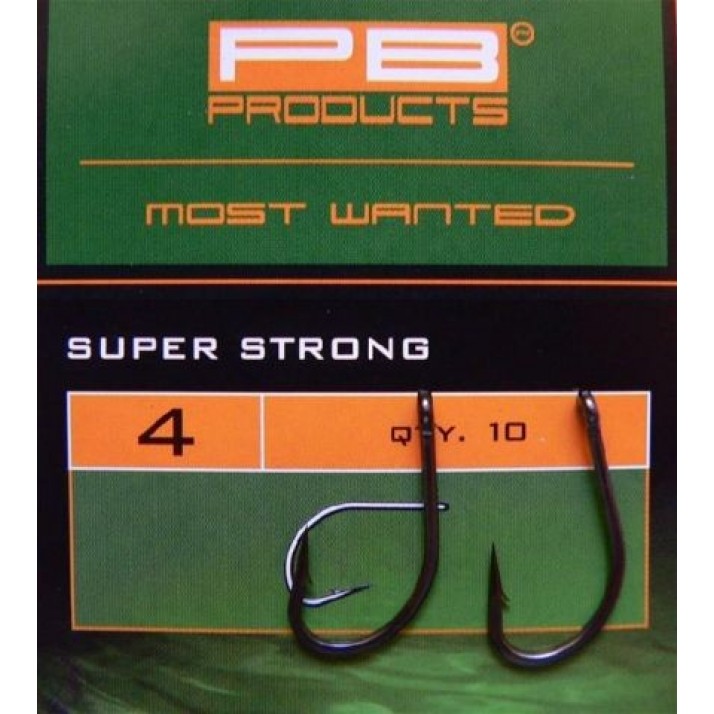 PB
PRODUCTS
MOST WANTED
SUPER STRONG
4
QTY. 10